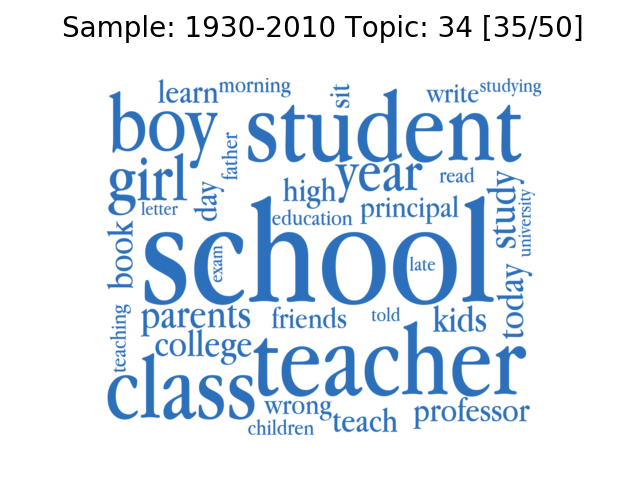 Sample: 1930-2010 Topic: 34 [35/50]
learn morning sit write studying
boy student
girl father day high year read study
letter education principal university
book school
exam late
teaching parents friends told kids today
college teacher
class wrong professor
children teach